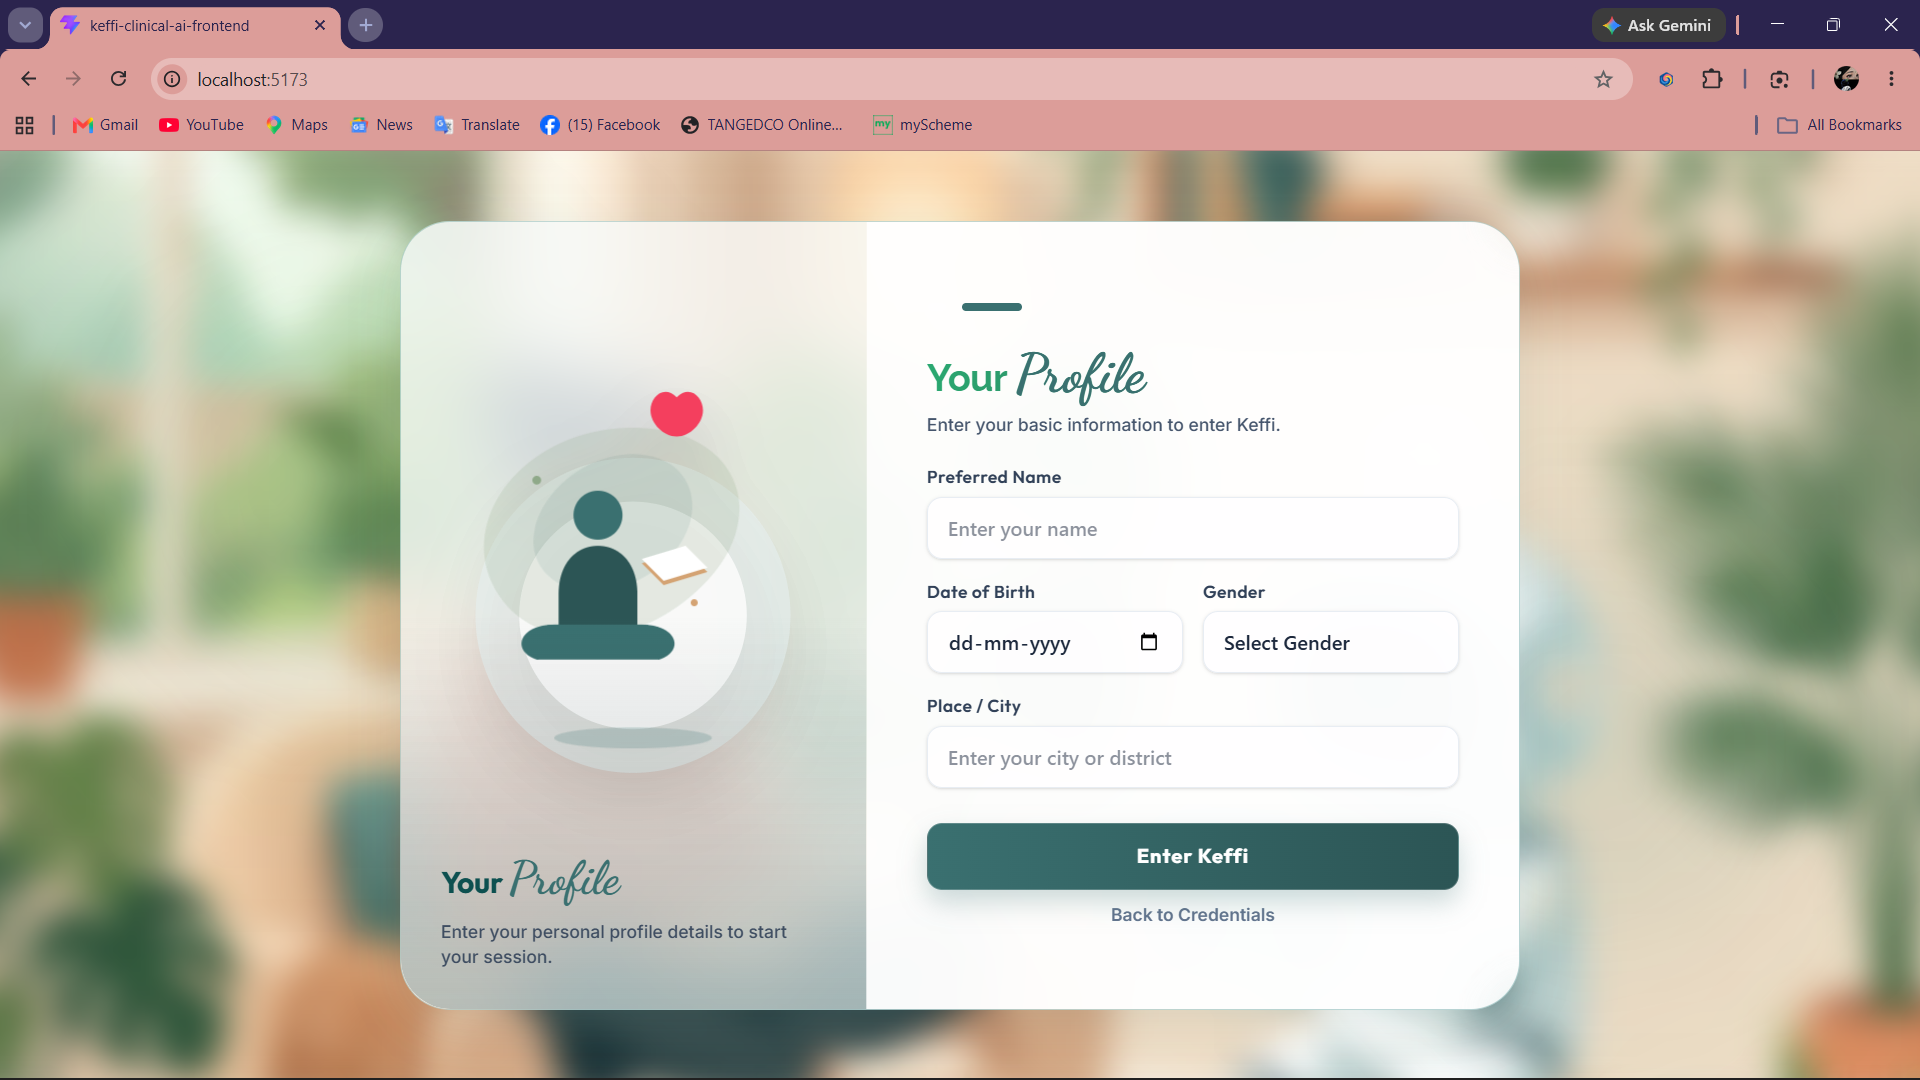 keffi-clinical-ai-frontend
Ask Gemini
localhost:5173
Gmail
YouTube
Maps
News
Translate
(15) Facebook
TANGEDCO Online...
my
myScheme
All Bookmarks
Your Profile
Enter your basic information to enter Keffi.
Preferred Name
Enter your name
Date of Birth
Gender
dd-mm-yyyy
Select Gender
Place / City
Enter your city or district
Enter Keffi
Back to Credentials
Your Profile
Enter your personal profile details to start
your session.